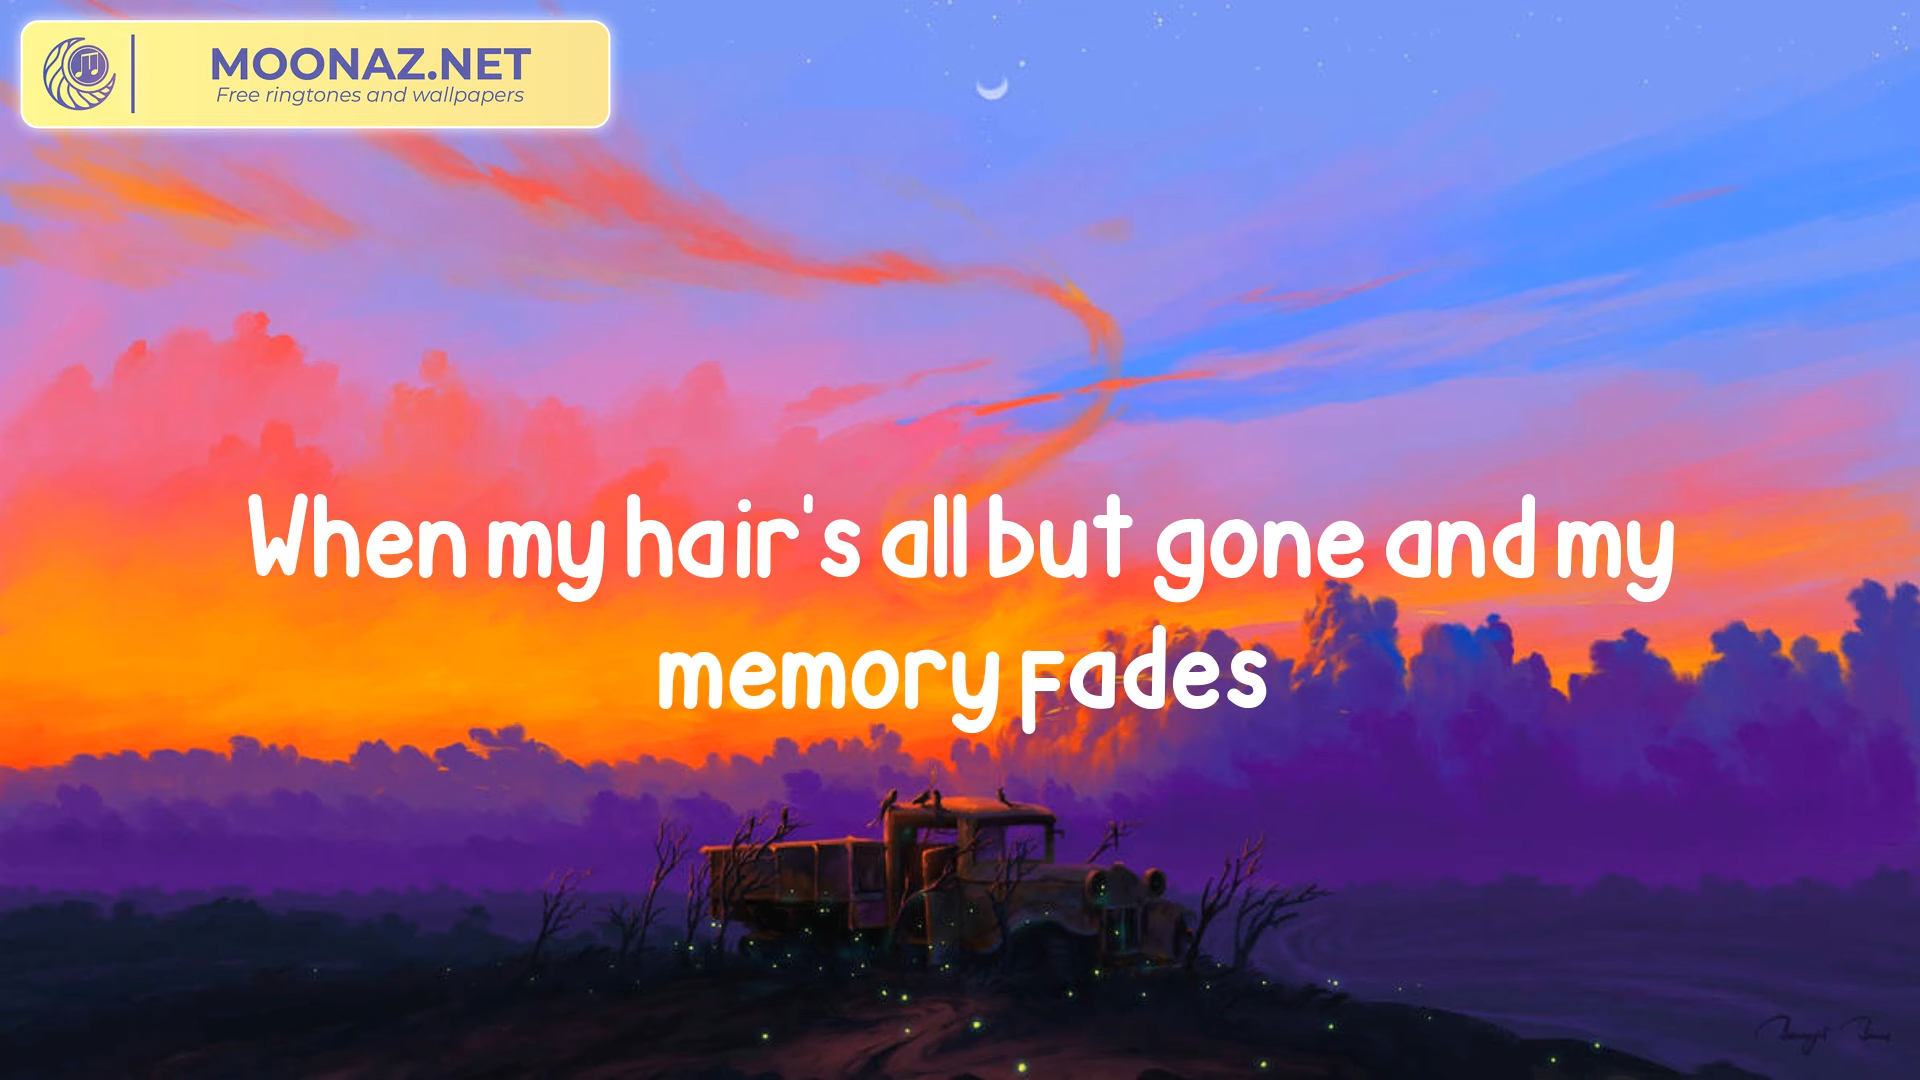 MOONAZ.NET
Free ringtones and wallpapers
When my hair's all but gone and my
memory fades